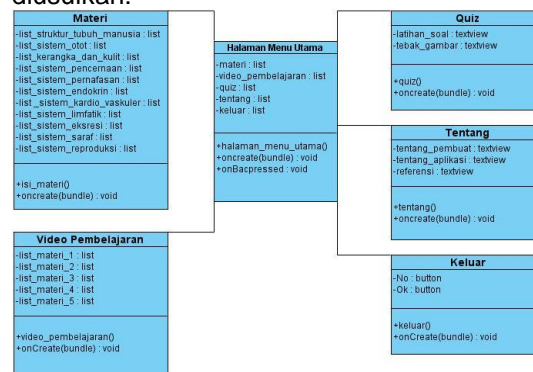 diusulkan.
Materi
-list_struktur_tubuh_manusia : list
-list_sistem_otot : list
-list_kerangka_dan_kulit : list
-list_sistem_pencernaan : list
-list_sistem_pernafasan : list
-list_sistem_endokrin : list
-list _sistem_kardio_vaskuler : list
-list_sistem_limfatik : list
-list_sistem_eksresi : list
-list_sistem_saraf : list
-list_sistem_reproduksi : list
+isi_materi()
+oncreate(bundle) : void
Video Pembelajaran
-list_materi_1 : list
-list_materi_2 : list
-list_materi_3 : list
-list_materi_4 : list
-list_materi_5 : list
+video_pembelajaran()
+onCreate(bundle) : void
Halaman Menu Utama
-materi : list
-video_pembelajaran : list
-quiz : list
-tentang : list
-keluar : list
+halaman_menu_utama()
+oncreate(bundle) : void
+onBacpressed : void
Quiz
-latihan_soal : textview
-tebak_gambar : textview
+quiz()
+oncreate(bundle) : void
Tentang
-tentang_pembuat : textview
-tentang_aplikasi : textview
-referensi : textview
+tentang()
+oncreate(bundle) : void
Keluar
-No : button
-Ok : button
+keluar()
+onCreate(bundle) : void